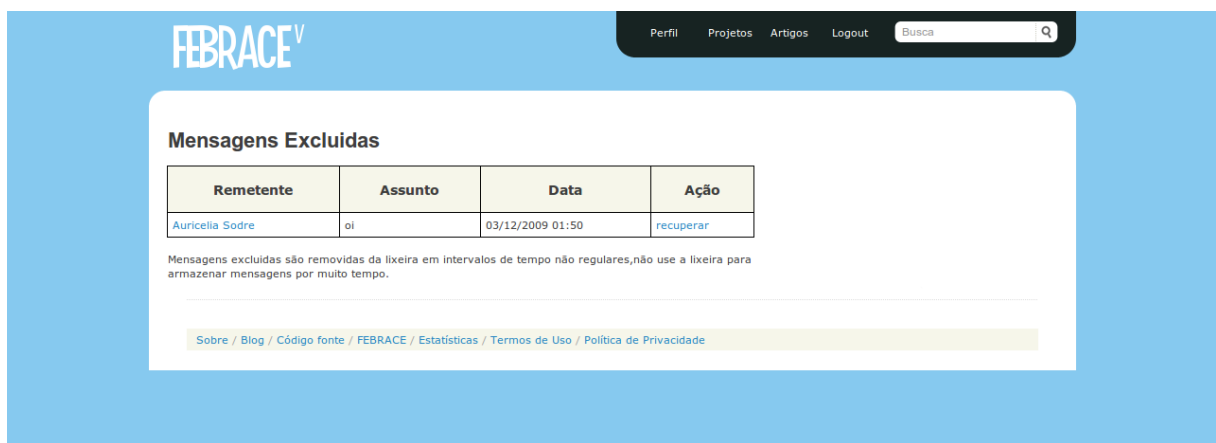 FEBRACE V
Perfil Projetos Artigos Logout Busca
Mensagens Excluidas
Remetente Assunto Data Ação
Auricelia Sodre oi 03/12/2009 01:50 recuperar
Mensagens excluidas são removidas da lixeira em intervalos de tempo não regulares,não use a lixeira para
armazenar mensagens por muito tempo.
Sobre / Blog / Código fonte / FEBRACE / Estatísticas / Termos de Uso / Política de Privacidade